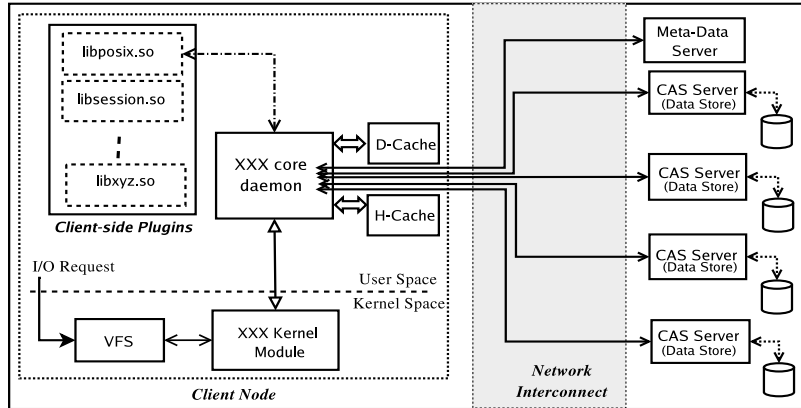 libposix.so
libsession.so
libxyz.so
Client-side Plugins
XXX core
daemon
D-Cache
H-Cache
I/O Request
User Space
Kernel Space
VFS
XXX Kernel
Module
Client Node
Network
Interconnect
Meta-Data
Server
CAS Server
(Data Store)
CAS Server
(Data Store)
CAS Server
(Data Store)
CAS Server
(Data Store)